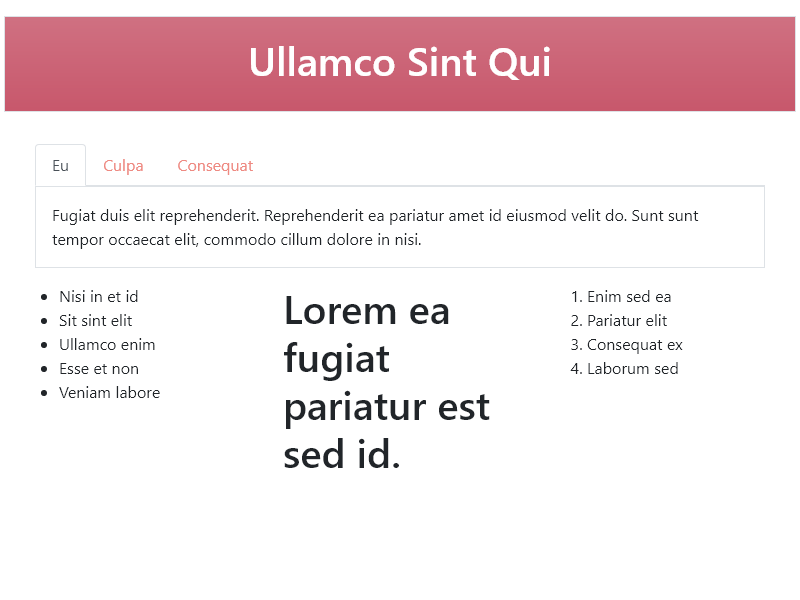 Ullamco Sint Qui
Eu
Culpa
Consequat
Fugiat duis elit reprehenderit. Reprehenderit ea pariatur amet id eiusmod velit do. Sunt sunt
tempor occaecat elit, commodo cillum dolore in nisi.
Nisi in et id
Sit sint elit
Ullamco enim
Esse et non
Veniam labore
Lorem ea
fugiat
pariatur est
sed id.
1. Enim sed ea
2. Pariatur elit
3. Consequat ex
4. Laborum sed